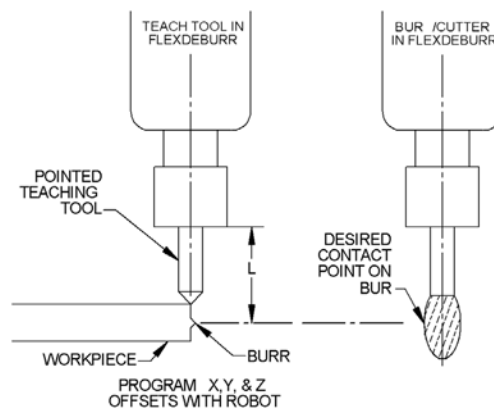 TEACH TOOL IN
FLEXDEBURR
BUR /CUTTER
IN FLEXDEBURR
POINTED
TEACHING
TOOL
L
DESIRED
CONTACT
POINT ON
BUR
WORKPIECE
BURR
PROGRAM X,Y, & Z
OFFSETS WITH ROBOT